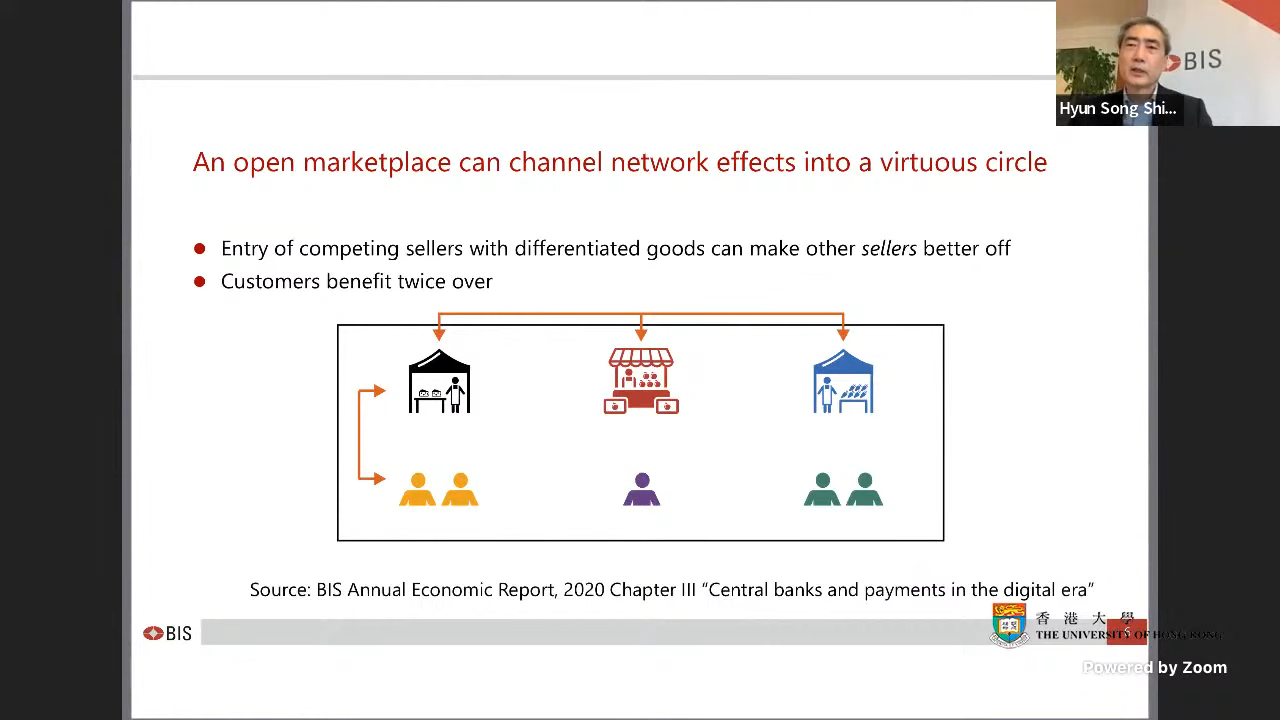 BIS
Hyun Song Shi...
An open marketplace can channel network effects into a virtuous circle
Entry of competing sellers with differentiated goods can make other sellers better off
Customers benefit twice over
Source: BIS Annual Economic Report, 2020 Chapter III “Central banks and payments in the digital era”
BIS
香港大學
6
THE UNIVERSITY OF HONG KONG
Powered by Zoom